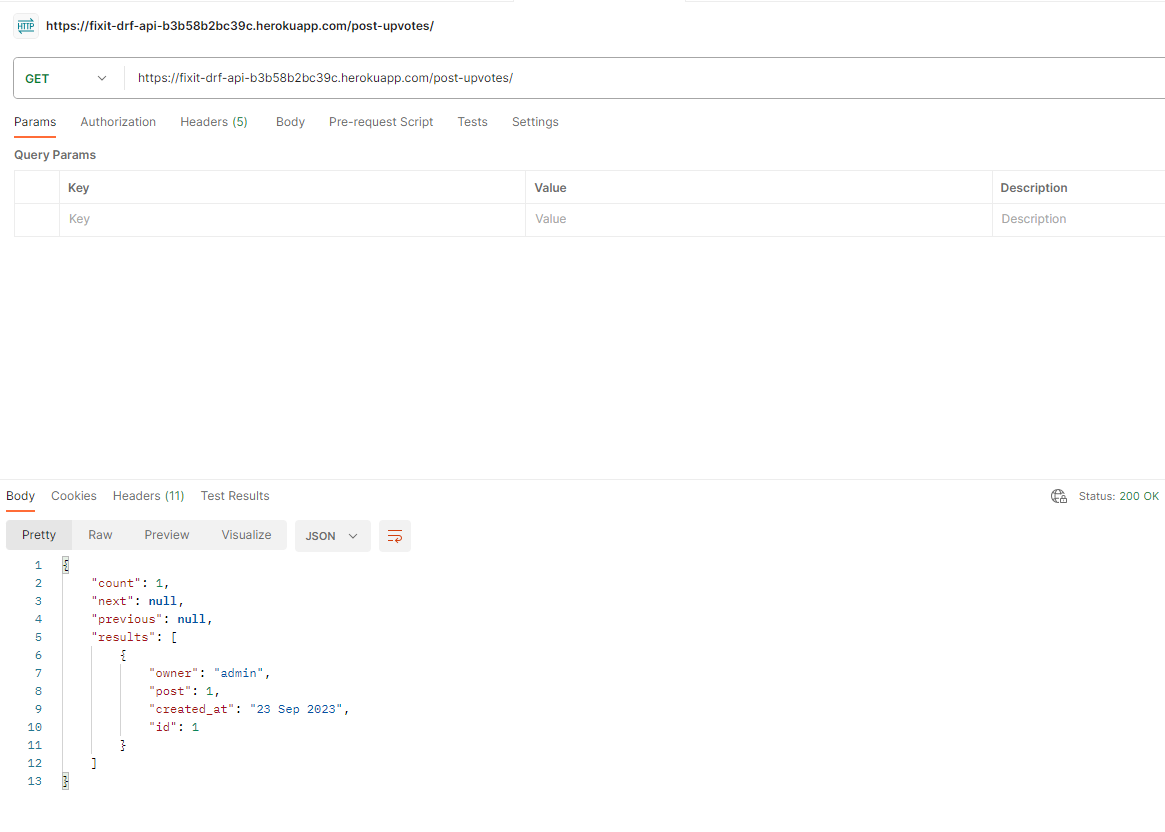 HTTP https://fixit-drf-api-b3b58b2bc39c.herokuapp.com/post-upvotes/
GET https://fixit-drf-api-b3b58b2bc39c.herokuapp.com/post-upvotes/
Params Authorization Headers (5) Body Pre-request Script Tests Settings
Query Params
Key Value Description
Key Value Description
Body Cookies Headers (11) Test Results Status: 200 OK
Pretty Raw Preview Visualize JSON
1 {
2 "count": 1,
3 "next": null,
4 "previous": null,
5 "results": [
6 {
7 "owner": "admin",
8 "post": 1,
9 "created_at": "23 Sep 2023",
10 "id": 1
11 }
12 ]
13 }